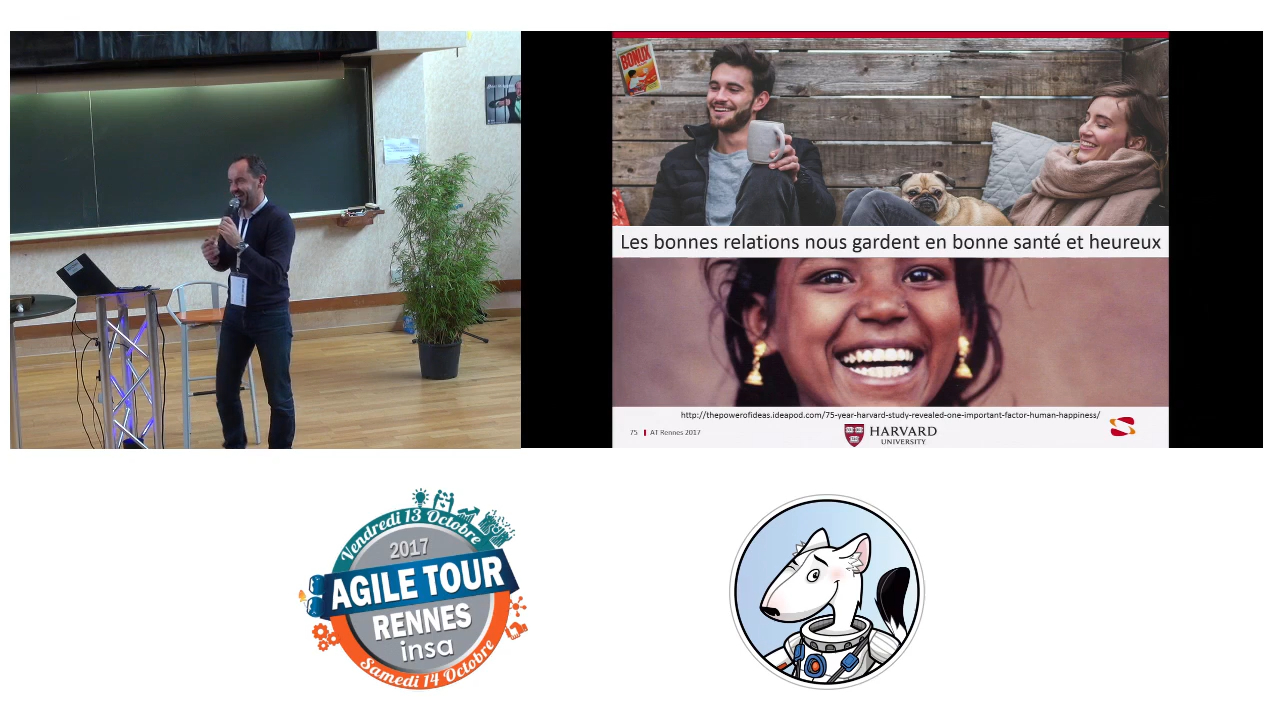 BONUX
Les bonnes relations nous gardent en bonne santé et heureux
http://thepowerofideas.ideapod.com/75-year-harvard-study-revealed-one-important-factor-human-happiness/
75 AT Rennes 2017
HARVARD
UNIVERSITY
Vendredi 13 Octobre
2017
AGILE TOUR
RENNES
insa
Samedi 14 Octobre